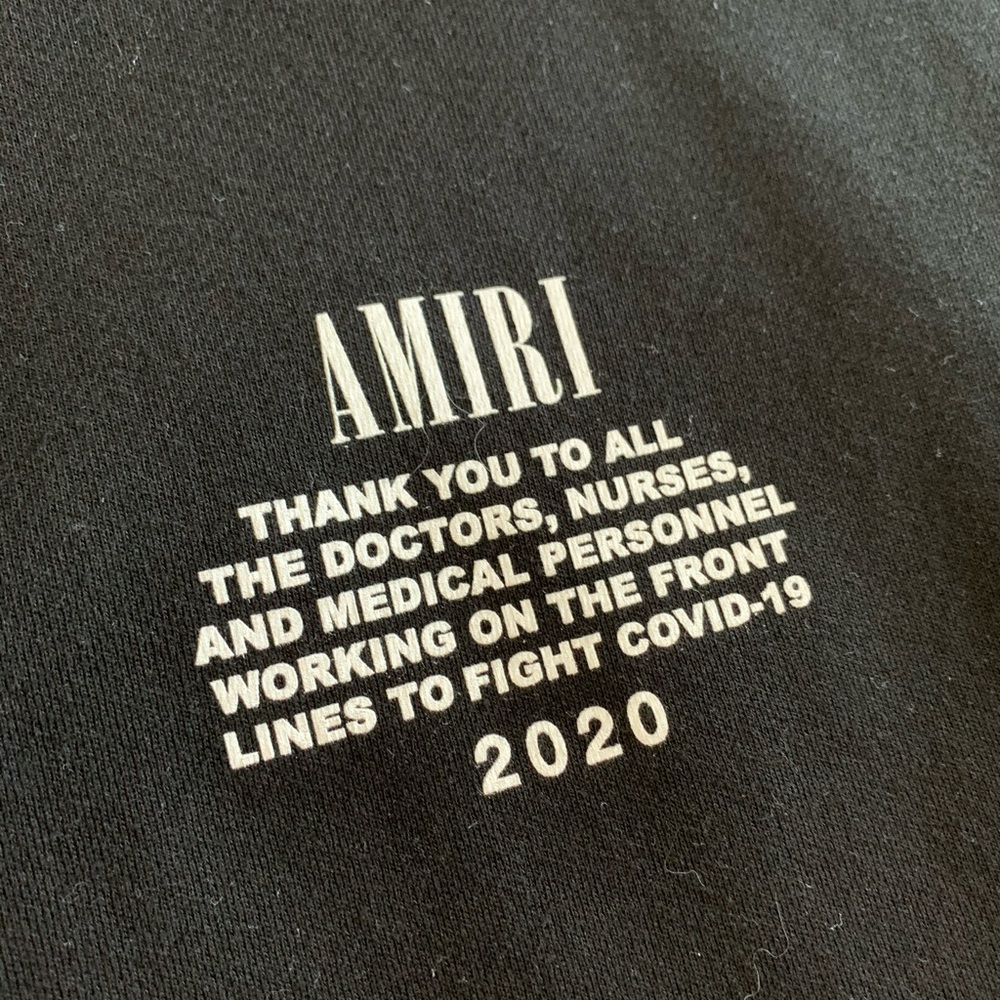 AMIRI
THANK YOU TO ALL
THE DOCTORS, NURSES,
AND MEDICAL PERSONNEL
WORKING ON THE FRONT
LINES TO FIGHT COVID-19
2020